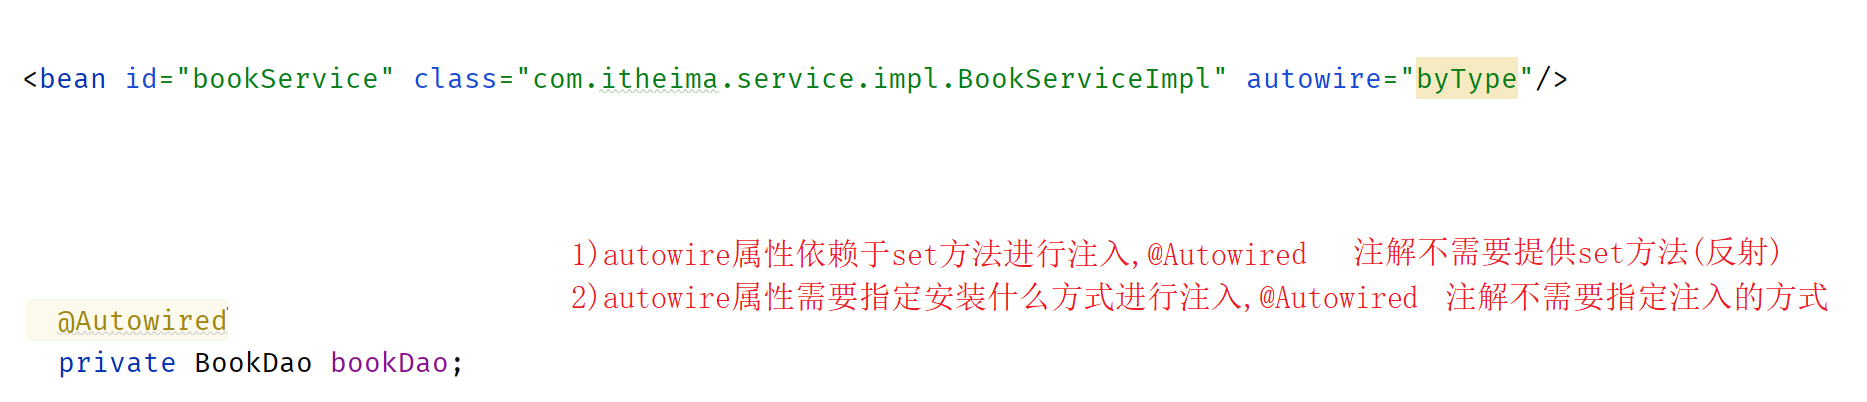 <bean id="bookService" class="com.itheima.service.impl.BookServiceImpl" autowire="byType"/>
1)autowire属性依赖于set方法进行注入,@Autowired 注解不需要提供set方法(反射)
2)autowire属性需要指定安装什么方式进行注入,@Autowired 注解不需要指定注入的方式
@Autowired
private BookDao bookDao;